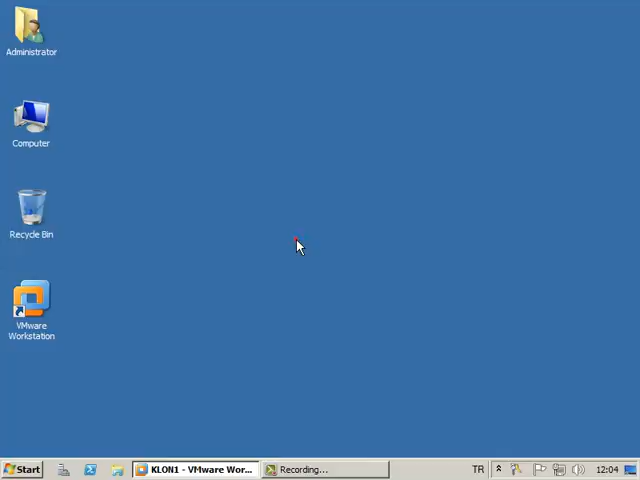 Administrator
Computer
Recycle Bin
VMware
Workstation
Start
KLON1 - VMware Wor...
Recording...
TR
12:04